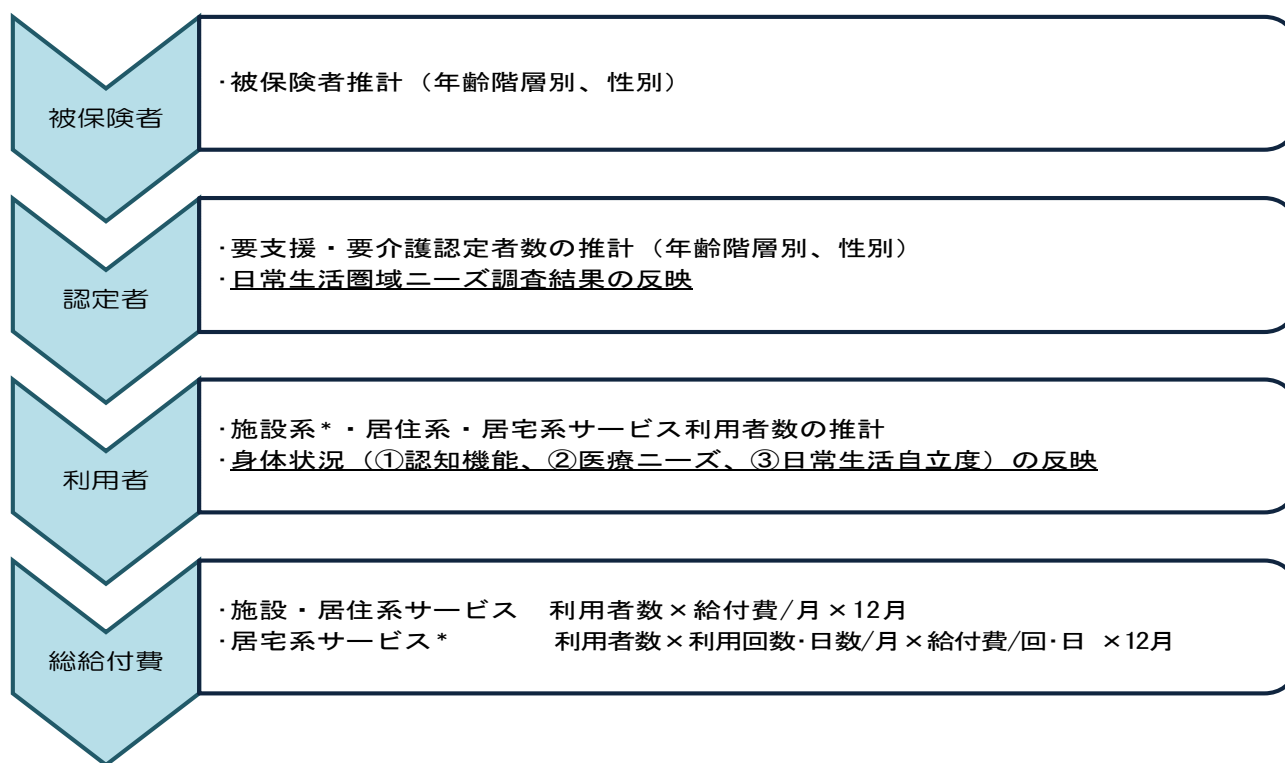 被保険者
・被保険者推計（年齢階層別、性別）
認定者
・要支援・要介護認定者数の推計（年齢階層別、性別）
・日常生活圏域ニーズ調査結果の反映
利用者
・施設系*・居住系・居宅系サービス利用者数の推計
・身体状況（①認知機能、②医療ニーズ、③日常生活自立度）の反映
総給付費
・施設・居住系サービス　利用者数×給付費/月×12月
・居宅系サービス*　利用者数×利用回数・日数/月×給付費/回・日 ×12月